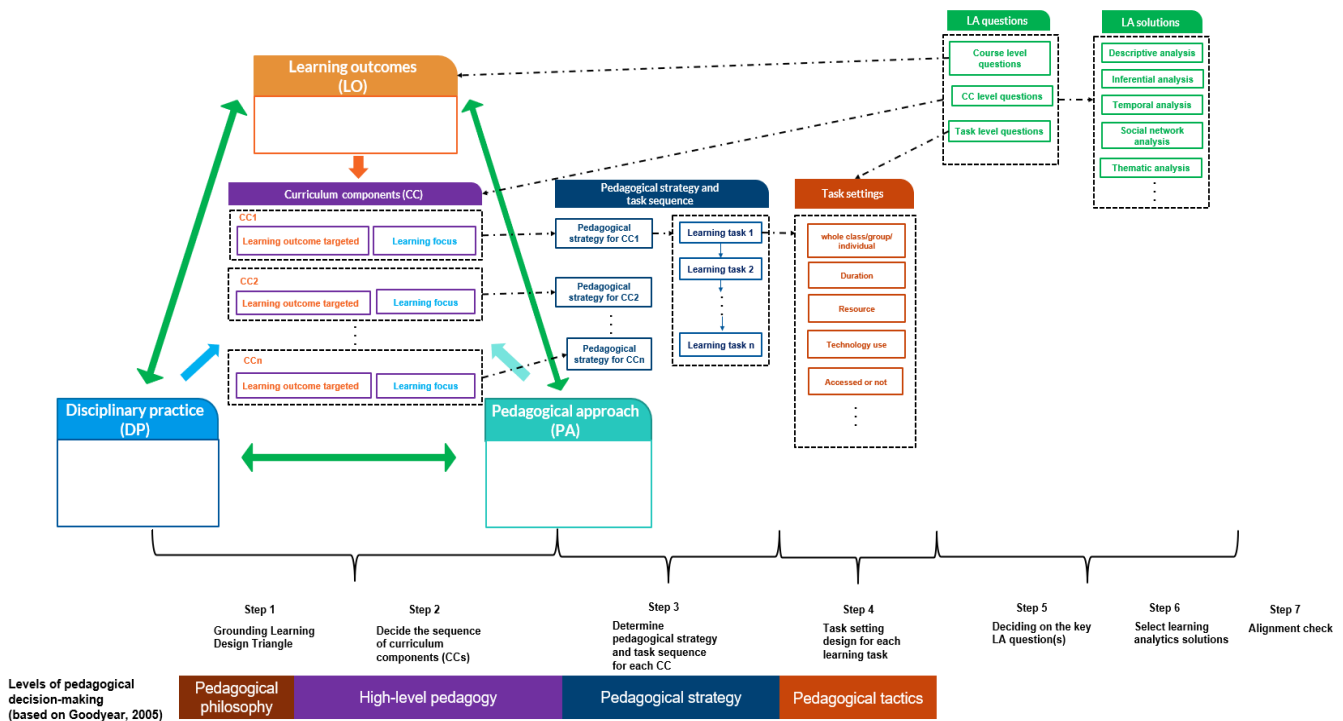 LA questions
LA solutions
Course level
questions
CC level questions
Task level questions
Descriptive analysis
Inferential analysis
Temporal analysis
Social network
analysis
Thematic analysis
Learning outcomes
(LO)
Curriculum components (CC)
CC1
Learning outcome targeted
Learning focus
CC2
Learning outcome targeted
Learning focus
CCn
Learning outcome targeted
Learning focus
Pedagogical strategy and
task sequence
Pedagogical
strategy for CC1
Pedagogical
strategy for CC2
Pedagogical
strategy for CCn
Learning task 1
Learning task 2
Learning task n
Task settings
whole class/group/
individual
Duration
Resource
Technology use
Accessed or not
Disciplinary practice
(DP)
Pedagogical approach
(PA)
Step 1
Grounding Learning
Design Triangle
Step 2
Decide the sequence
of curriculum
components (CCs)
Step 3
Determine
pedagogical strategy
and task sequence
for each CC
Step 4
Task setting
design for each
learning task
Step 5
Deciding on the key
LA question(s)
Step 6
Select learning
analytics solutions
Step 7
Alignment check
Levels of pedagogical
decision-making
(based on Goodyear, 2005)
Pedagogical
philosophy
High-level pedagogy
Pedagogical strategy
Pedagogical tactics